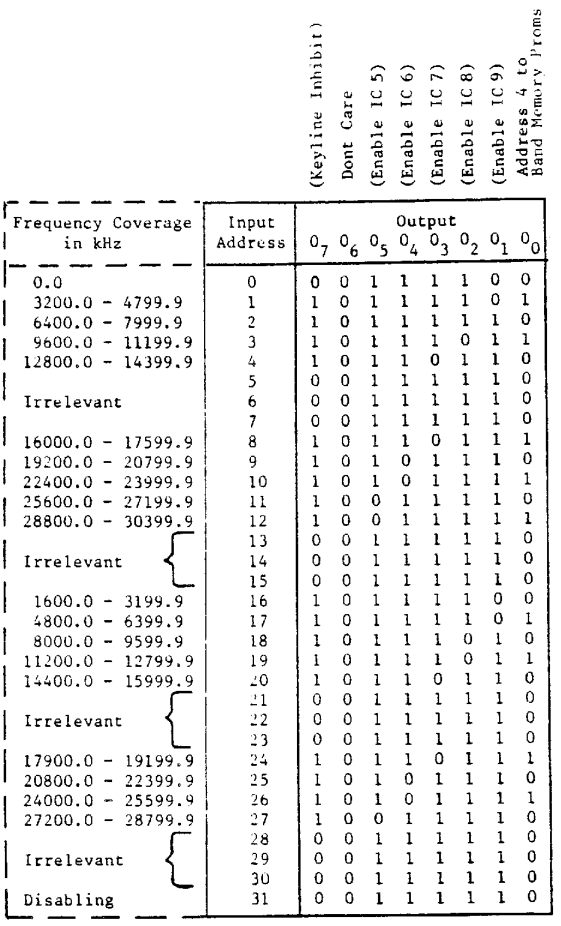 (Keyline Inhibit)
Dont Care
(Enable IC 5)
(Enable IC 6)
(Enable IC 7)
(Enable IC 8)
(Enable IC 9)
Address 4 to
Band Memory Proms
Frequency Coverage in kHz Input Address Output
0₇ 0₆ 0₅ 0₄ 0₃ 0₂ 0₁ 0₀
0.0 0 0 0 1 1 1 1 0 0
3200.0 - 4799.9 1 1 0 1 1 1 1 0 1
6400.0 - 7999.9 2 1 0 1 1 1 1 1 0
9600.0 - 11199.9 3 1 0 1 1 1 0 1 1
12800.0 - 14399.9 4 1 0 1 1 0 1 1 0
5 0 0 1 1 1 1 1 0
Irrelevant 6 0 0 1 1 1 1 1 0
7 0 0 1 1 1 1 1 0
16000.0 - 17599.9 8 1 0 1 1 0 1 1 1
19200.0 - 20799.9 9 1 0 1 0 1 1 1 0
22400.0 - 23999.9 10 1 0 1 0 1 1 1 1
25600.0 - 27199.9 11 1 0 0 1 1 1 1 0
28800.0 - 30399.9 12 1 0 0 1 1 1 1 1
13 0 0 1 1 1 1 1 0
Irrelevant 14 0 0 1 1 1 1 1 0
15 0 0 1 1 1 1 1 0
1600.0 - 3199.9 16 1 0 1 1 1 1 0 0
4800.0 - 6399.9 17 1 0 1 1 1 1 0 1
8000.0 - 9599.9 18 1 0 1 1 1 0 1 0
11200.0 - 12799.9 19 1 0 1 1 1 0 1 1
14400.0 - 15999.9 20 1 0 1 1 0 1 1 0
21 0 0 1 1 1 1 1 0
Irrelevant 22 0 0 1 1 1 1 1 0
23 0 0 1 1 1 1 1 0
17900.0 - 19199.9 24 1 0 1 1 0 1 1 1
20800.0 - 22399.9 25 1 0 1 0 1 1 1 0
24000.0 - 25599.9 26 1 0 1 0 1 1 1 1
27200.0 - 28799.9 27 1 0 0 1 1 1 1 0
28 0 0 1 1 1 1 1 0
Irrelevant 29 0 0 1 1 1 1 1 0
30 0 0 1 1 1 1 1 0
Disabling 31 0 0 1 1 1 1 1 0